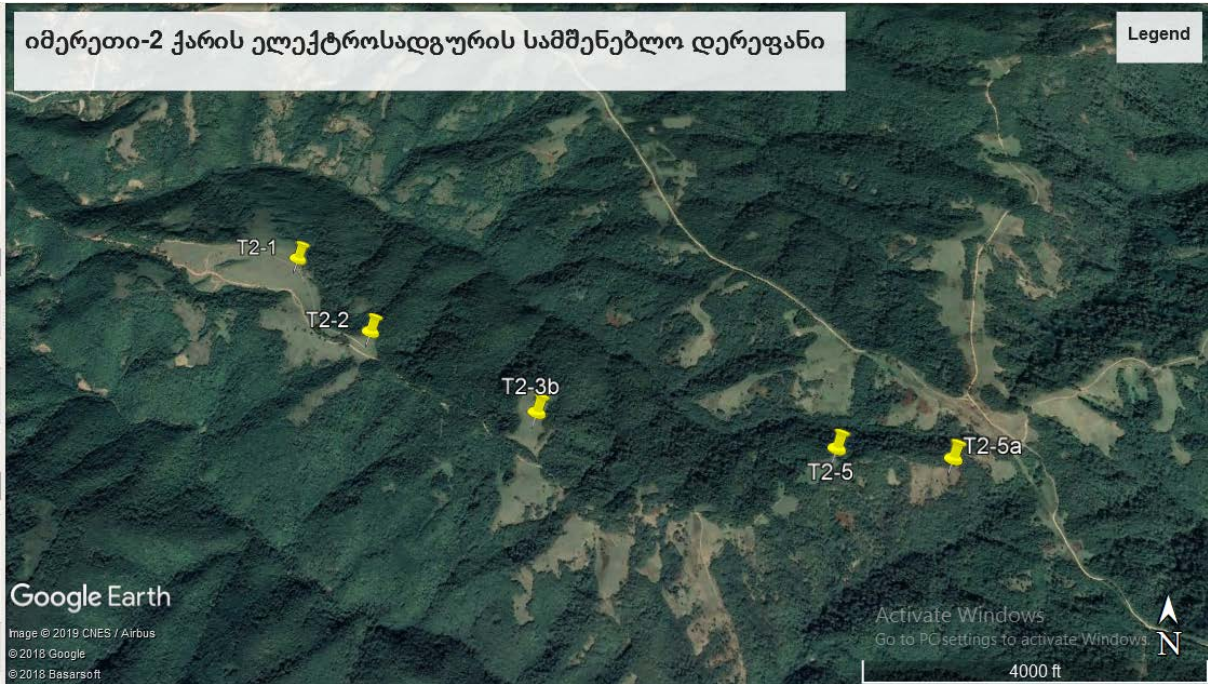 იმერეთი-2 ქარის ელექტროსადგურის სამშენებლო დერეფანი
Legend
T2-1
T2-2
T2-3b
T2-5
T2-5a
Google Earth
Image © 2019 CNES / Airbus
© 2018 Google
© 2018 Basarsoft
Activate Windows
Go to PC settings to activate Windows.
N
4000 ft